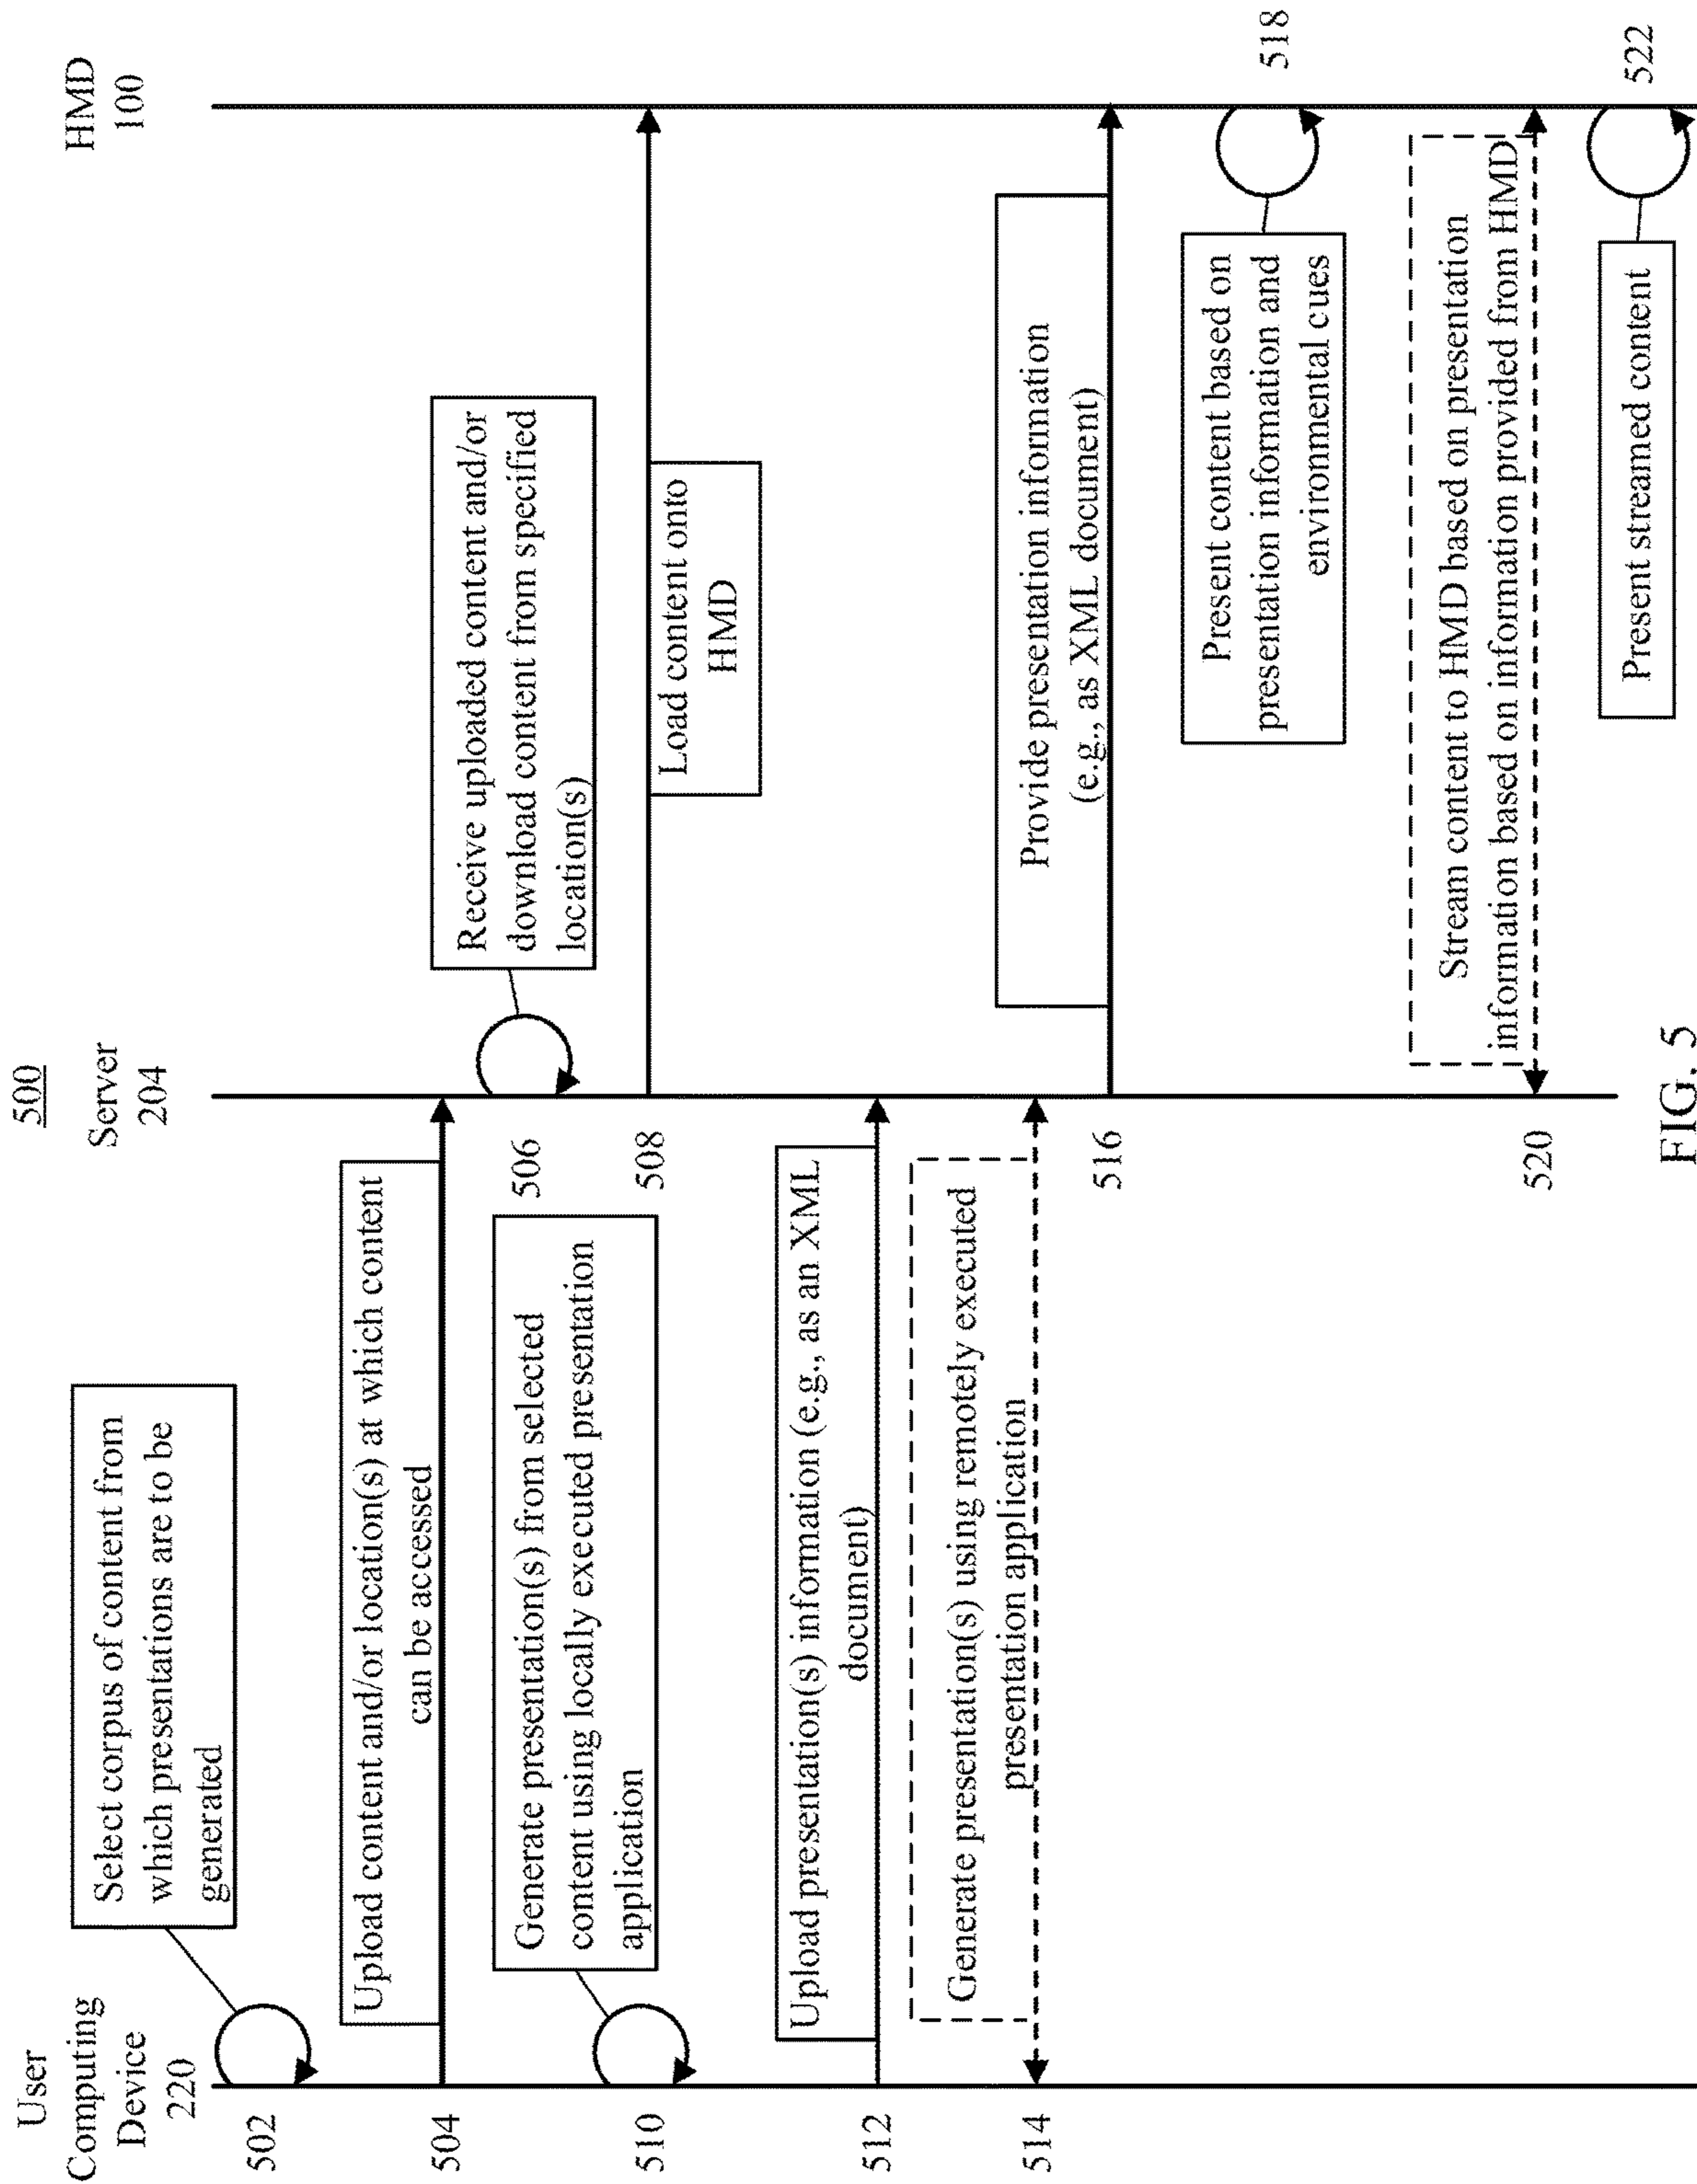 500
User
Computing
Device
220
Server
204
HMD
100
502
Select corpus of content from
which presentations are to be
generated
504
Upload content and/or location(s) at which content
can be accessed
506
Receive uploaded content and/or
download content from specified
location(s)
508
Load content onto
HMD
510
Generate presentation(s) from selected
content using locally executed presentation
application
512
Upload presentation(s) information (e.g., as an XML
document)
514
Generate presentation(s) using remotely executed
presentation application
516
Provide presentation information
(e.g., as XML document)
518
Present content based on
presentation information and
environmental cues
520
Stream content to HMD based on presentation
information based on information provided from HMD
522
Present streamed content
FIG. 5